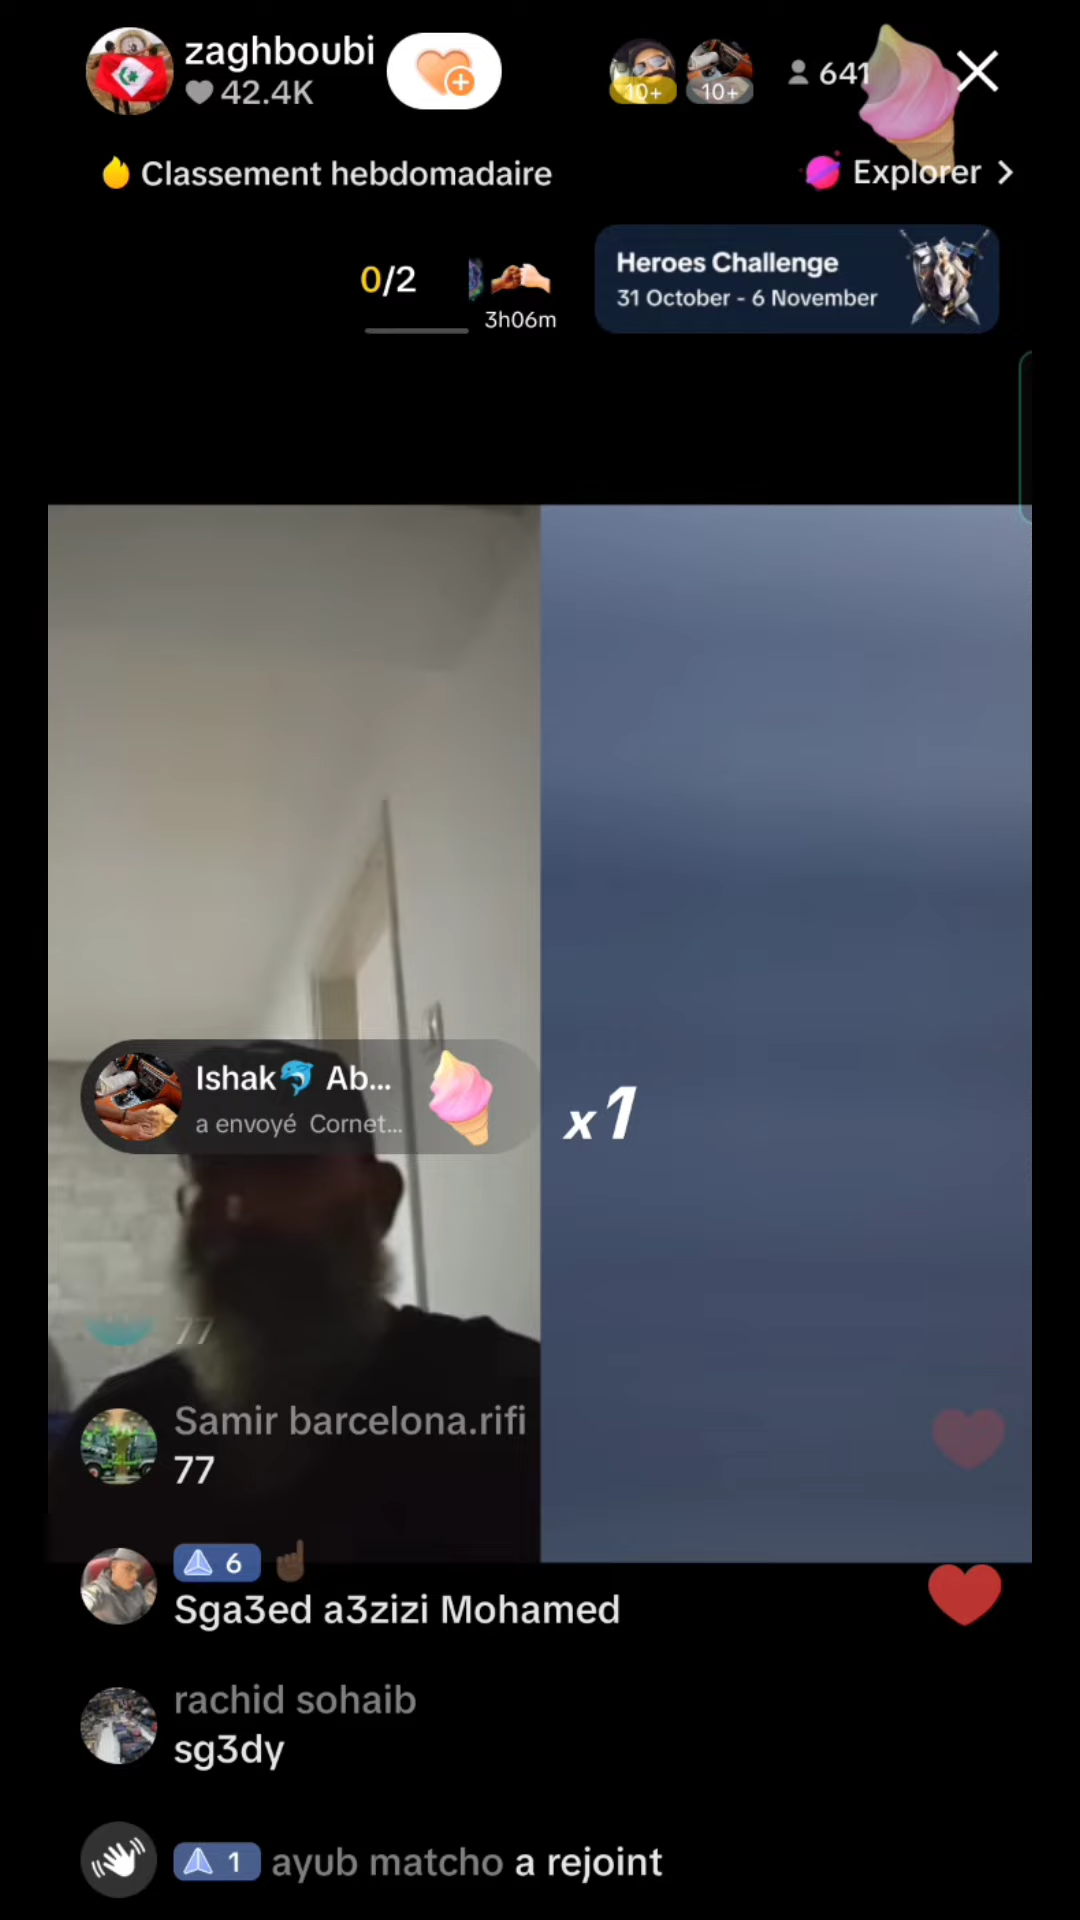 zaghboubi
42.4K
10+
10+
641
Classement hebdomadaire
Explorer >
0/2
3h06m
Heroes Challenge
31 October - 6 November
Ishak🐬 Ab...
a envoyé Cornet...
x1
77
Samir barcelona.rifi
77
6 ☝🏿
Sga3ed a3zizi Mohamed
rachid sohaib
sg3dy
1 ayub matcho a rejoint